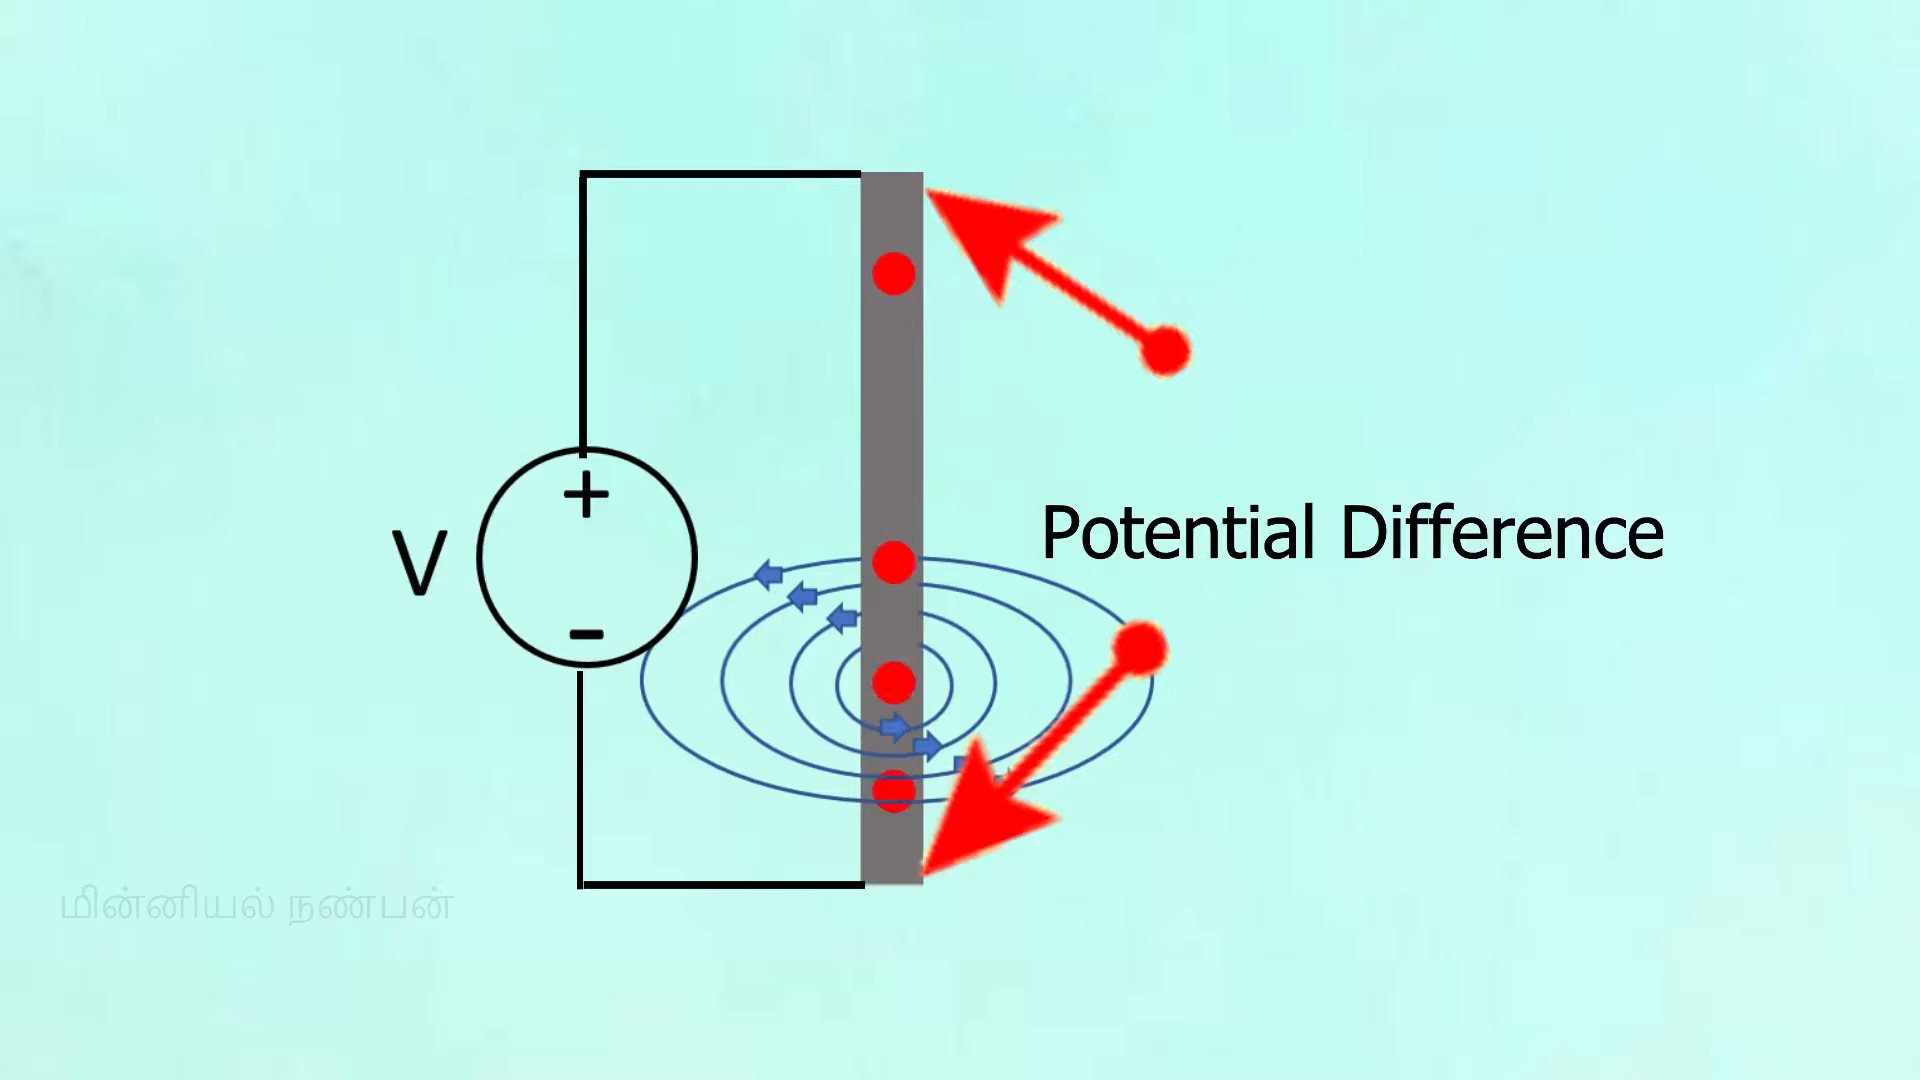 +
V
-
Potential Difference
மின்னியல் நண்பன்